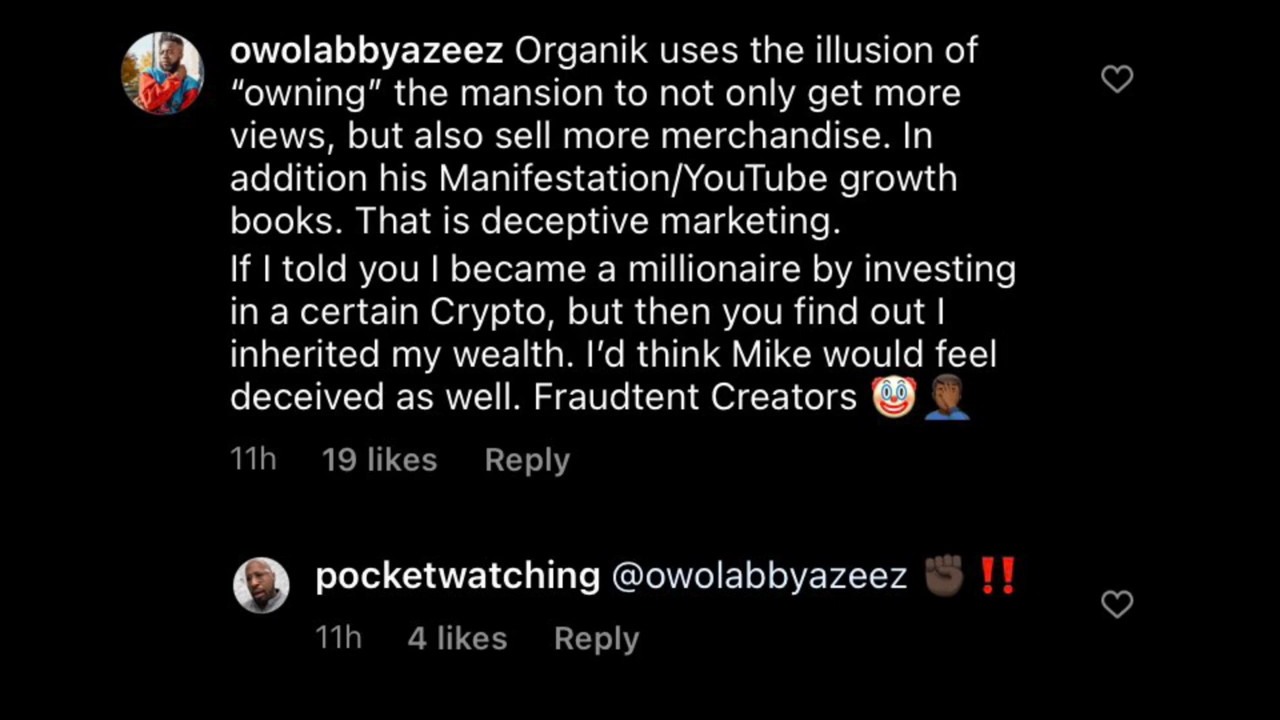 owolabbyazeez Organik uses the illusion of
“owning” the mansion to not only get more
views, but also sell more merchandise. In
addition his Manifestation/YouTube growth
books. That is deceptive marketing.
If I told you I became a millionaire by investing
in a certain Crypto, but then you find out I
inherited my wealth. I’d think Mike would feel
deceived as well. Fraudtent Creators 🤡🤦🏾‍♂️
11h 19 likes Reply
pocketwatching @owolabbyazeez ✊🏿‼️
11h 4 likes Reply